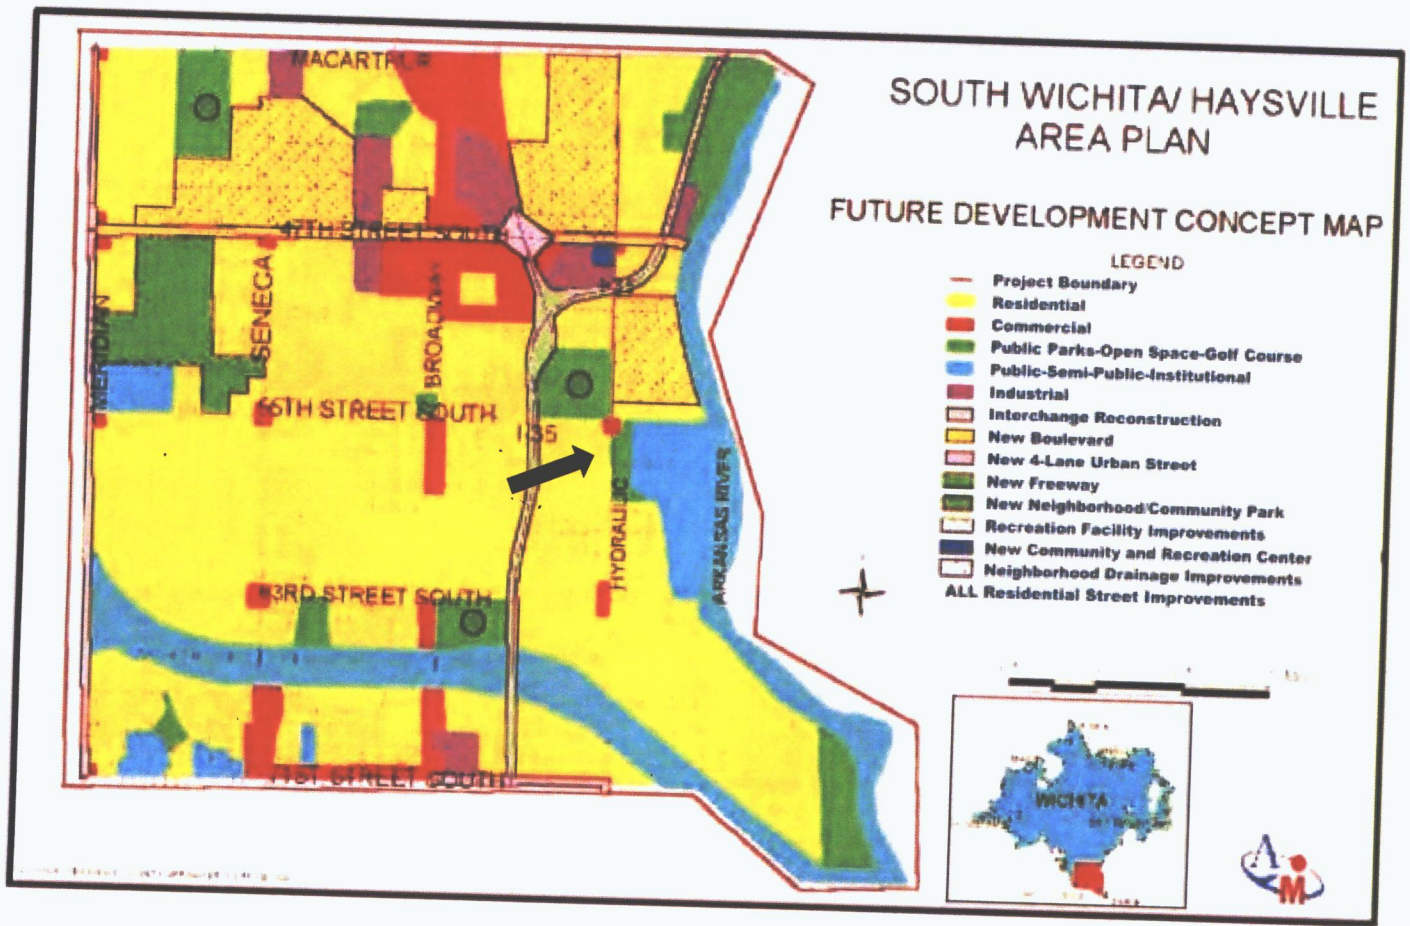 SOUTH WICHITA/ HAYSVILLE
AREA PLAN
FUTURE DEVELOPMENT CONCEPT MAP
LEGEND
Project Boundary
Residential
Commercial
Public Parks-Open Space-Golf Course
Public-Semi-Public-Institutional
Industrial
Interchange Reconstruction
New Boulevard
New 4-Lane Urban Street
New Freeway
New Neighborhood/Community Park
Recreation Facility Improvements
New Community and Recreation Center
Neighborhood Drainage Improvements
ALL Residential Street Improvements
47TH STREET SOUTH
MERIDIAN
SENECA
BROADWAY
55TH STREET SOUTH
I-35
HYDRAULIC
ARKANSAS RIVER
63RD STREET SOUTH
71ST STREET SOUTH
WICHITA
A
M